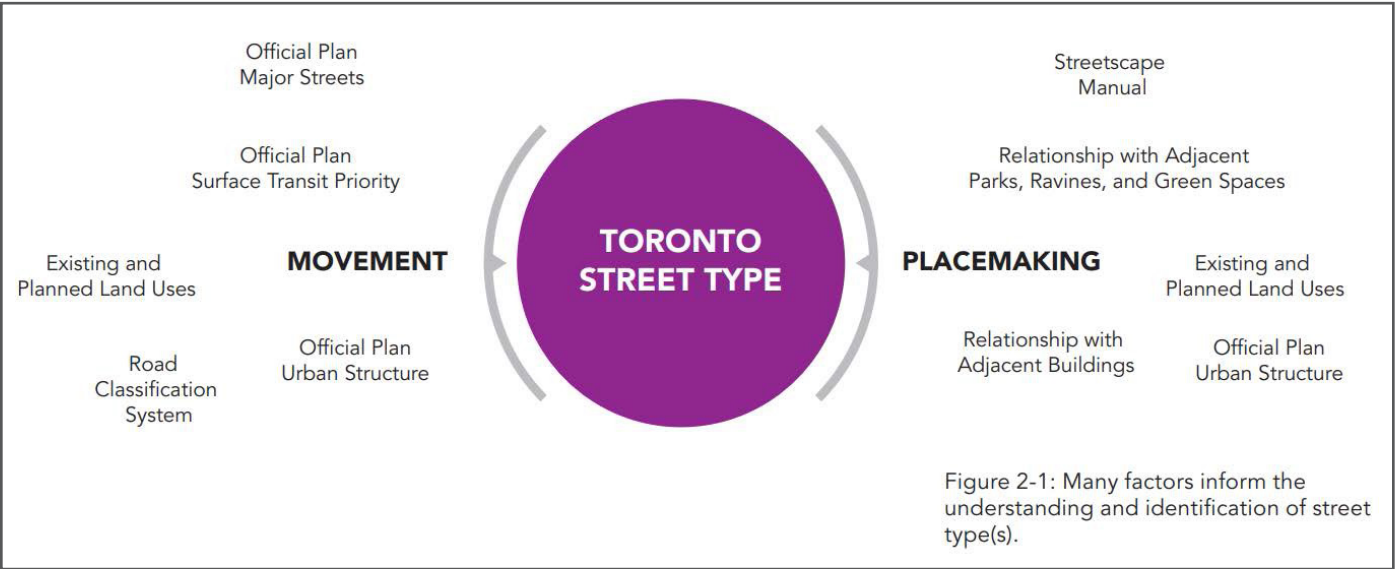 Official Plan
Major Streets
Official Plan
Surface Transit Priority
MOVEMENT
Existing and
Planned Land Uses
Official Plan
Urban Structure
Road
Classification
System
TORONTO
STREET TYPE
Streetscape
Manual
Relationship with Adjacent
Parks, Ravines, and Green Spaces
PLACEMAKING
Existing and
Planned Land Uses
Relationship with
Adjacent Buildings
Official Plan
Urban Structure
Figure 2-1: Many factors inform the
understanding and identification of street
type(s).